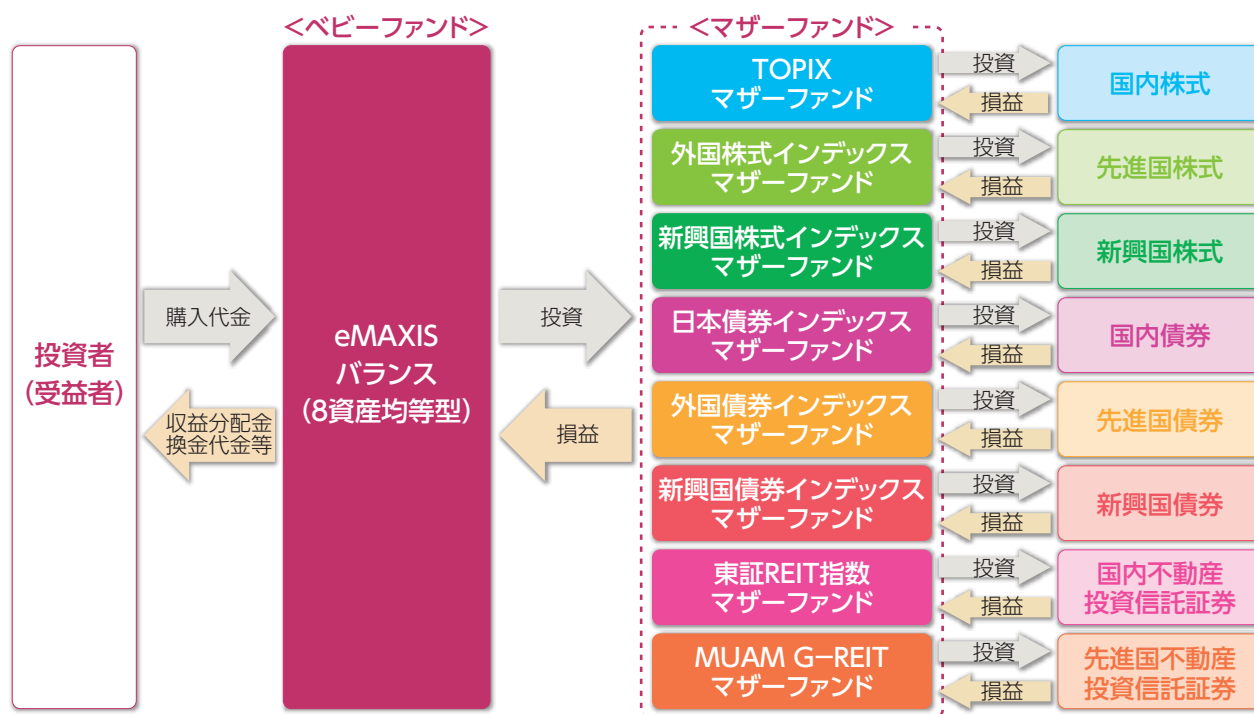 <ベビーファンド>
<マザーファンド>
投資者
(受益者)
購入代金
収益分配金
換金代金等
eMAXIS
バランス
(8資産均等型)
投資
損益
TOPIX
マザーファンド
投資
損益
国内株式
外国株式インデックス
マザーファンド
投資
損益
先進国株式
新興国株式インデックス
マザーファンド
投資
損益
新興国株式
日本債券インデックス
マザーファンド
投資
損益
国内債券
外国債券インデックス
マザーファンド
投資
損益
先進国債券
新興国債券インデックス
マザーファンド
投資
損益
新興国債券
東証REIT指数
マザーファンド
投資
損益
国内不動産
投資信託証券
MUAM G−REIT
マザーファンド
投資
損益
先進国不動産
投資信託証券